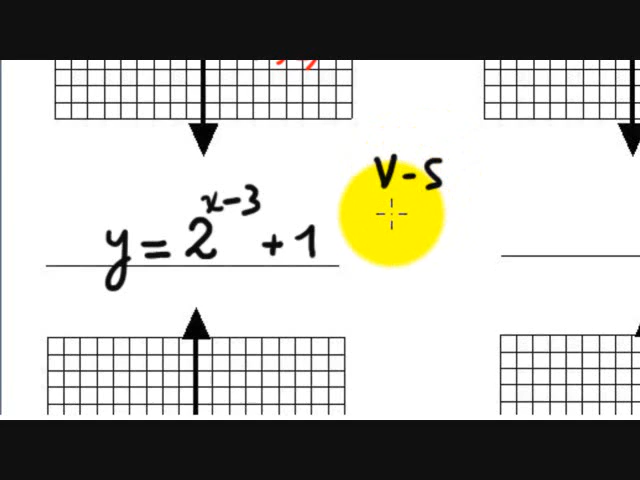 V-S
y = 2^{x-3} + 1